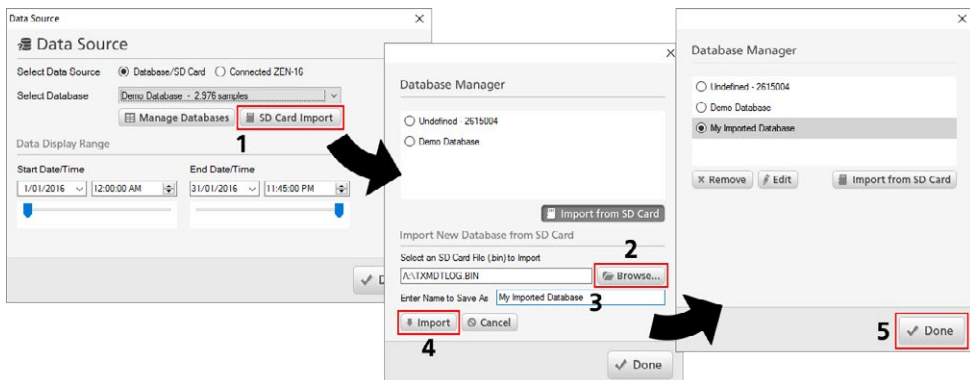 Data Source
Data Source
Select Data Source Database/SD Card Connected ZEN-16
Select Database Demo Database - 2,976 samples
Manage Databases SD Card Import
1
Data Display Range
Start Date/Time End Date/Time
1/01/2016 12:00:00 AM 31/01/2016 11:45:00 PM
Database Manager
Undefined - 2615004
Demo Database
Import from SD Card
Import New Database from SD Card
2
Select an SD Card File (.bin) to Import
A:\TXMDTLOG.BIN Browse...
Enter Name to Save As My Imported Database
3
Import Cancel
4
Done
Database Manager
Undefined - 2615004
Demo Database
My Imported Database
Remove Edit Import from SD Card
5 Done